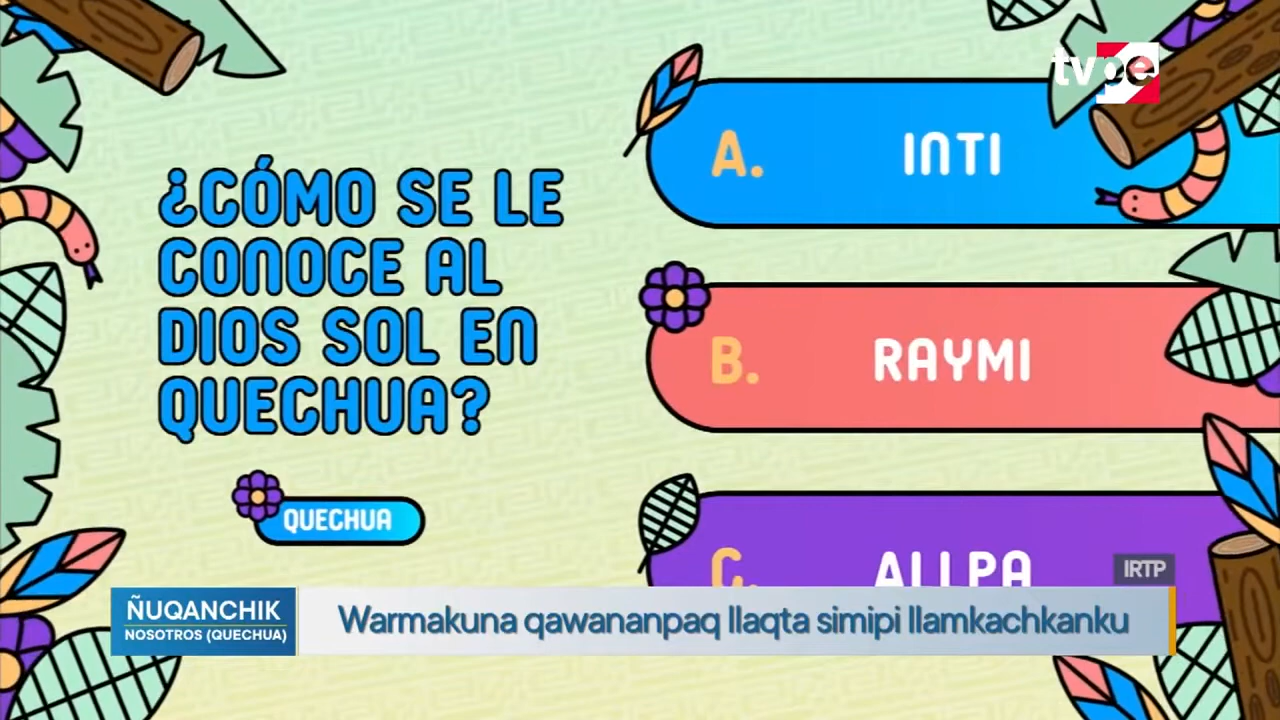 tvpe
¿CÓMO SE LE
CONOCE AL
DIOS SOL EN
QUECHUA?
QUECHUA
A. INTI
B. RAYMI
C. ALLPA
IRTP
ÑUQANCHIK
NOSOTROS (QUECHUA)
Warmakuna qawananpaq llaqta simipi llamkachkanku